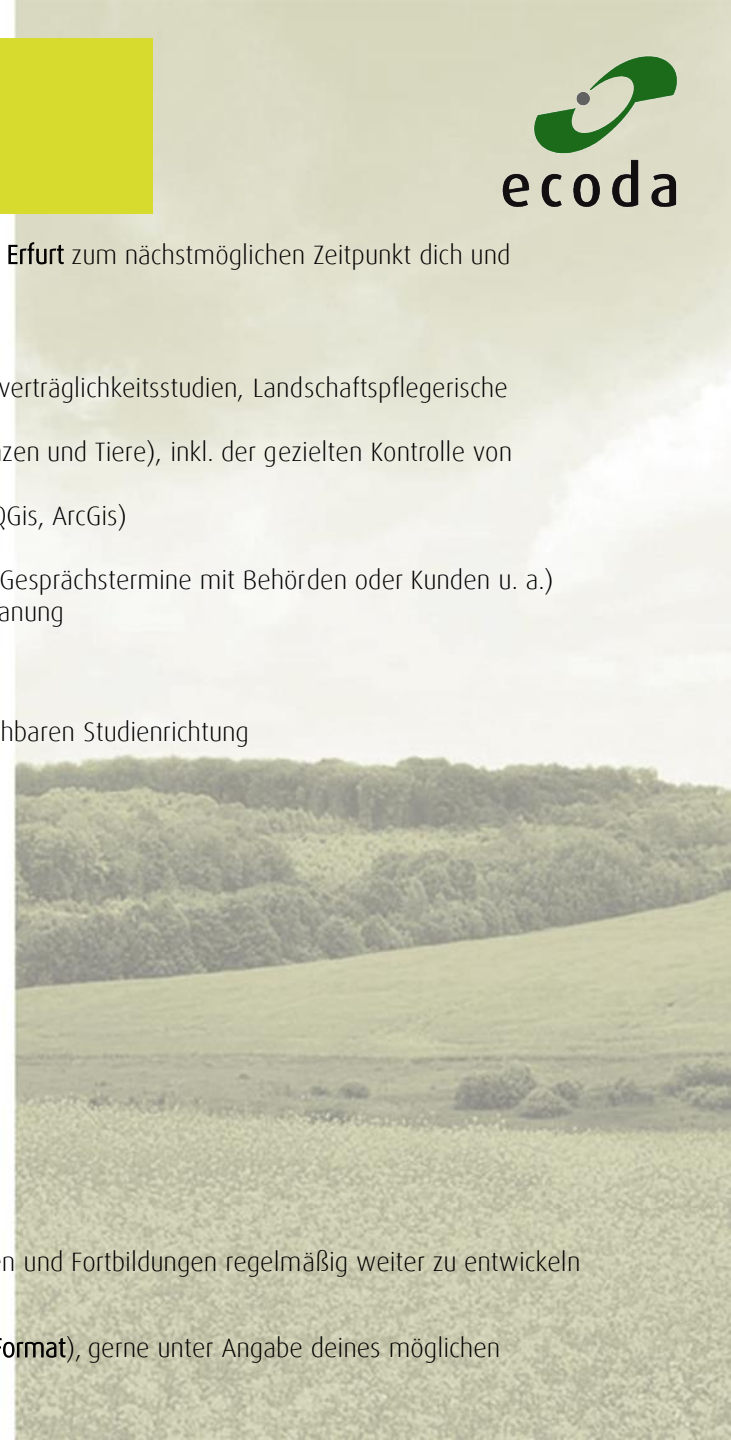 ecoda
Erfurt zum nächstmöglichen Zeitpunkt dich und
verträglichkeitsstudien, Landschaftspflegerische
nzen und Tiere), inkl. der gezielten Kontrolle von
QGis, ArcGis)
Gesprächstermine mit Behörden oder Kunden u. a.)
anung
hbaren Studienrichtung
en und Fortbildungen regelmäßig weiter zu entwickeln
Format), gerne unter Angabe deines möglichen